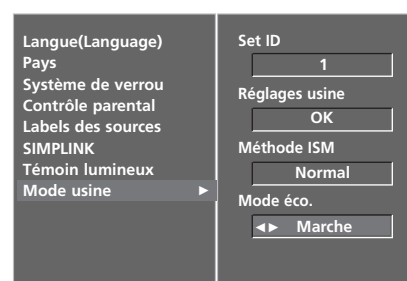 Langue(Language)
Pays
Système de verrou
Contrôle parental
Labels des sources
SIMPLINK
Témoin lumineux
Mode usine ►
Set ID
1
Réglages usine
OK
Méthode ISM
Normal
Mode éco.
◄► Marche